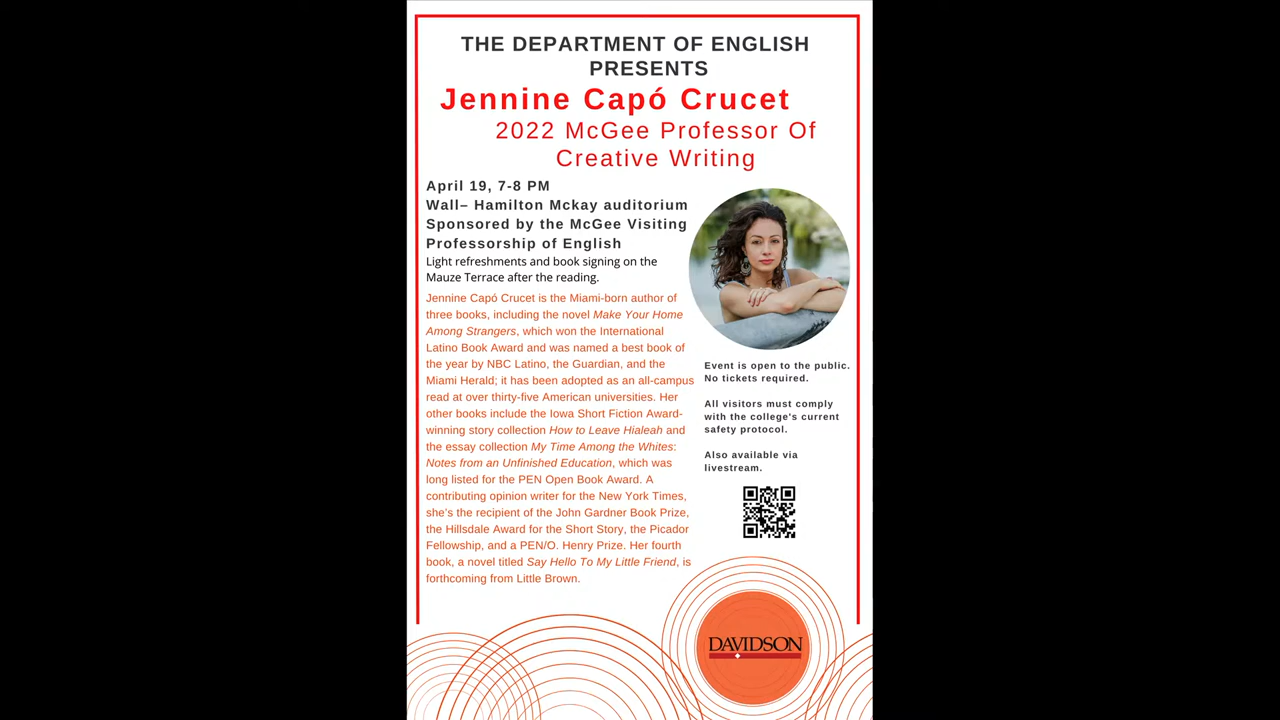 THE DEPARTMENT OF ENGLISH
PRESENTS
Jennine Capó Crucet
2022 McGee Professor Of
Creative Writing
April 19, 7-8 PM
Wall– Hamilton Mckay auditorium
Sponsored by the McGee Visiting
Professorship of English
Light refreshments and book signing on the
Mauze Terrace after the reading.
Jennine Capó Crucet is the Miami-born author of
three books, including the novel Make Your Home
Among Strangers, which won the International
Latino Book Award and was named a best book of
the year by NBC Latino, the Guardian, and the
Miami Herald; it has been adopted as an all-campus
read at over thirty-five American universities. Her
other books include the Iowa Short Fiction Award-
winning story collection How to Leave Hialeah and
the essay collection My Time Among the Whites:
Notes from an Unfinished Education, which was
long listed for the PEN Open Book Award. A
contributing opinion writer for the New York Times,
she’s the recipient of the John Gardner Book Prize,
the Hillsdale Award for the Short Story, the Picador
Fellowship, and a PEN/O. Henry Prize. Her fourth
book, a novel titled Say Hello To My Little Friend, is
forthcoming from Little Brown.
Event is open to the public.
No tickets required.
All visitors must comply
with the college's current
safety protocol.
Also available via
livestream.
DAVIDSON